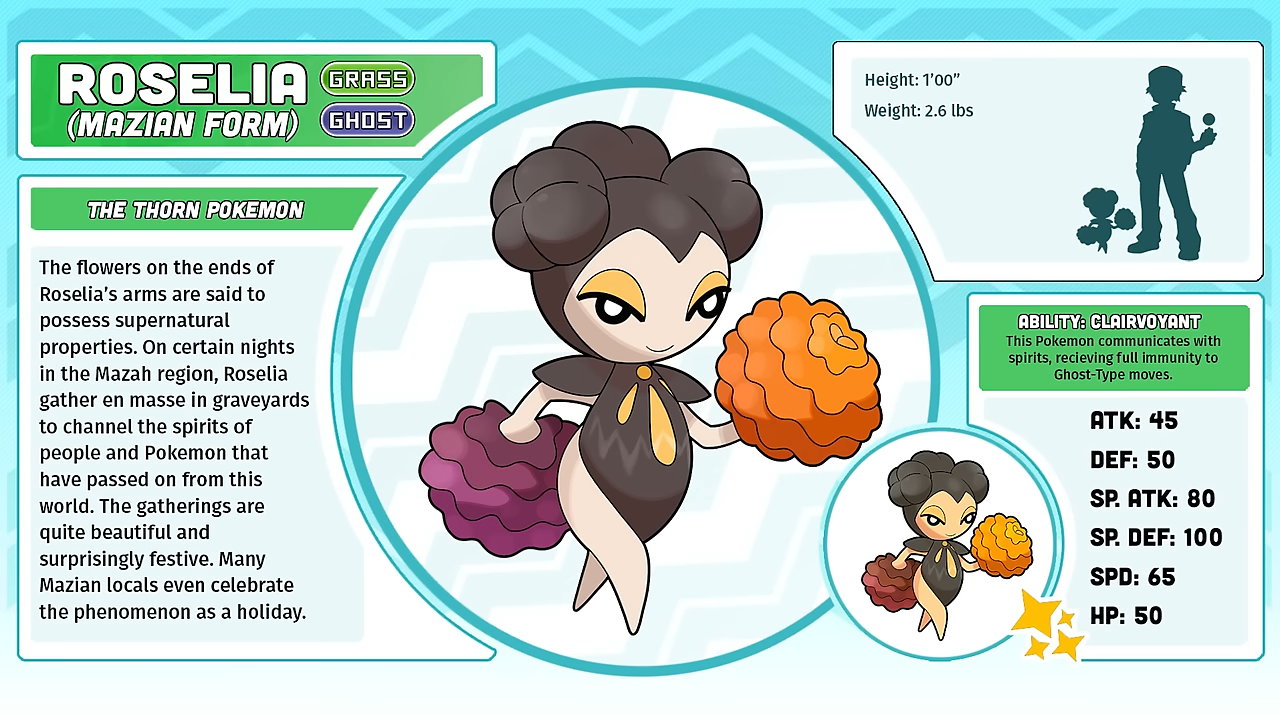 ROSELIA
(MAZIAN FORM)
GRASS
GHOST
THE THORN POKEMON
The flowers on the ends of
Roselia’s arms are said to
possess supernatural
properties. On certain nights
in the Mazah region, Roselia
gather en masse in graveyards
to channel the spirits of
people and Pokemon that
have passed on from this
world. The gatherings are
quite beautiful and
surprisingly festive. Many
Mazian locals even celebrate
the phenomenon as a holiday.
Height: 1’00”
Weight: 2.6 lbs
ABILITY: CLAIRVOYANT
This Pokemon communicates with
spirits, recieving full immunity to
Ghost-Type moves.
ATK: 45
DEF: 50
SP. ATK: 80
SP. DEF: 100
SPD: 65
HP: 50